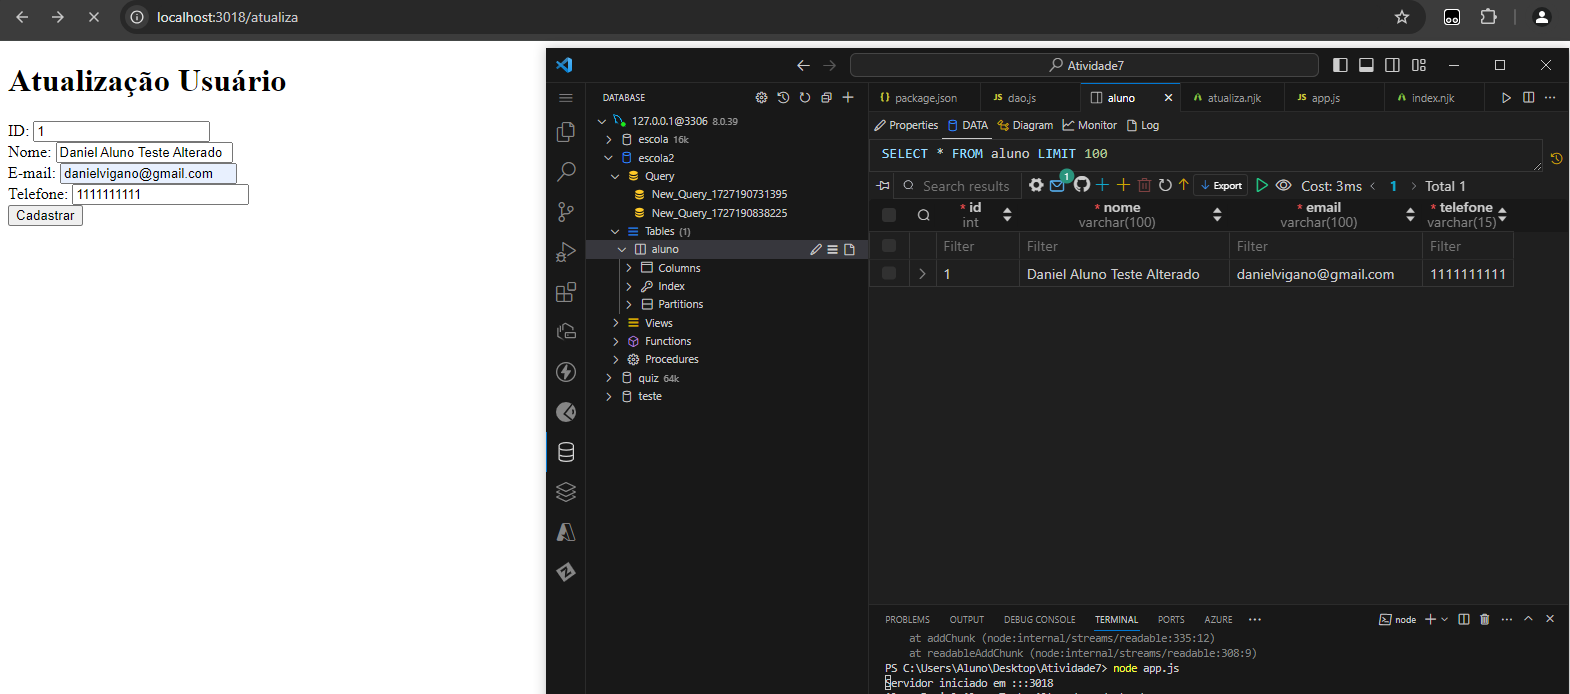 localhost:3018/atualiza
Atualização Usuário
ID: 1
Nome: Daniel Aluno Teste Alterado
E-mail: danielvigano@gmail.com
Telefone: 1111111111
Cadastrar
Atividade7
DATABASE
127.0.0.1@3306 8.0.39
escola 16k
escola2
Query
New_Query_1727190731395
New_Query_1727190838225
Tables (1)
aluno
Columns
Index
Partitions
Views
Functions
Procedures
quiz 64k
teste
package.json
JS dao.js
aluno
atualiza.njk
JS app.js
index.njk
Properties DATA Diagram Monitor Log
SELECT * FROM aluno LIMIT 100
Search results 1 Export Cost: 3ms 1 Total 1
* id * nome * email * telefone
int varchar(100) varchar(100) varchar(15)
Filter Filter Filter Filter
1 Daniel Aluno Teste Alterado danielvigano@gmail.com 1111111111
PROBLEMS OUTPUT DEBUG CONSOLE TERMINAL PORTS AZURE node
at addChunk (node:internal/streams/readable:335:12)
at readableAddChunk (node:internal/streams/readable:308:9)
PS C:\Users\Aluno\Desktop\Atividade7> node app.js
Servidor iniciado em :::3018